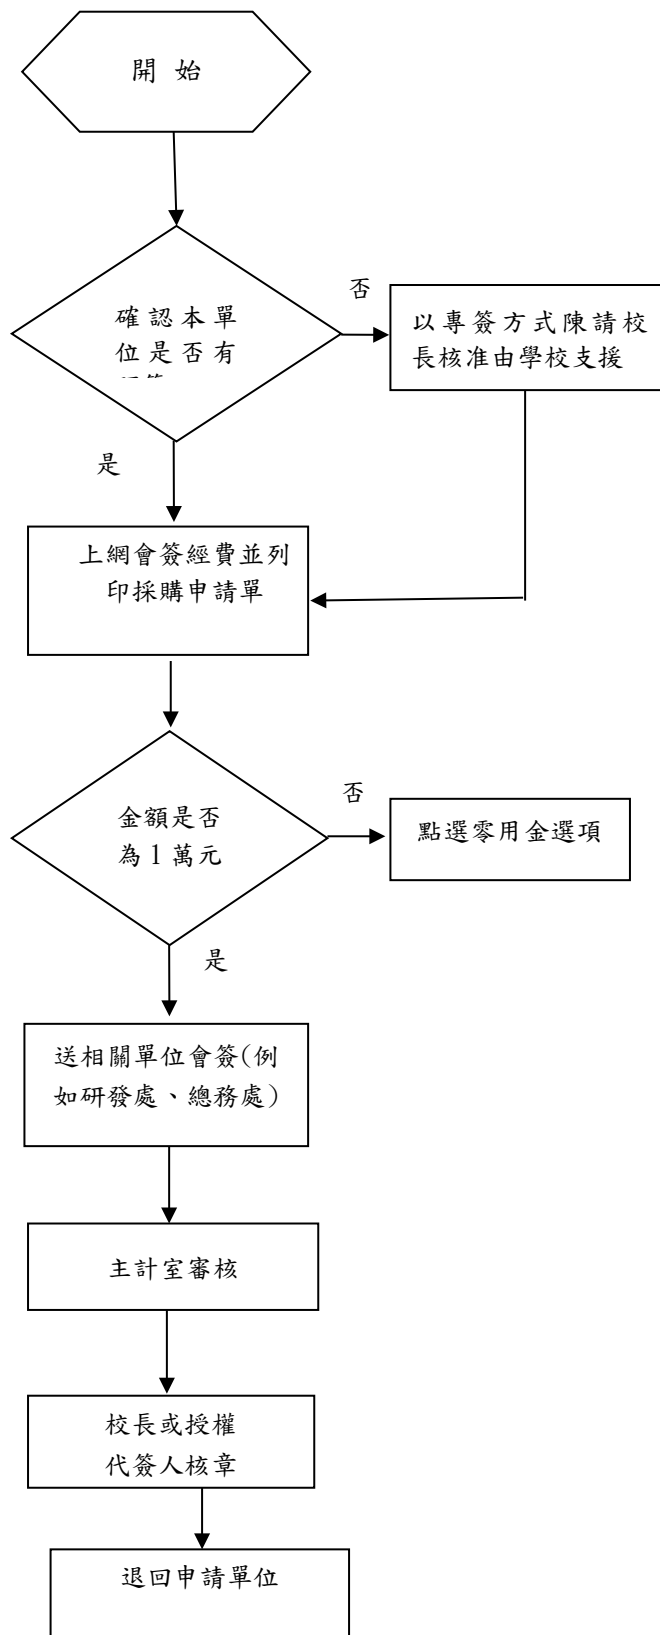 開 始
確認本單
位是否有
否
以專簽方式陳請校
長核准由學校支援
是
上網會簽經費並列
印採購申請單
金額是否
為1萬元
否
點選零用金選項
是
送相關單位會簽(例
如研發處、總務處)
主計室審核
校長或授權
代簽人核章
退回申請單位